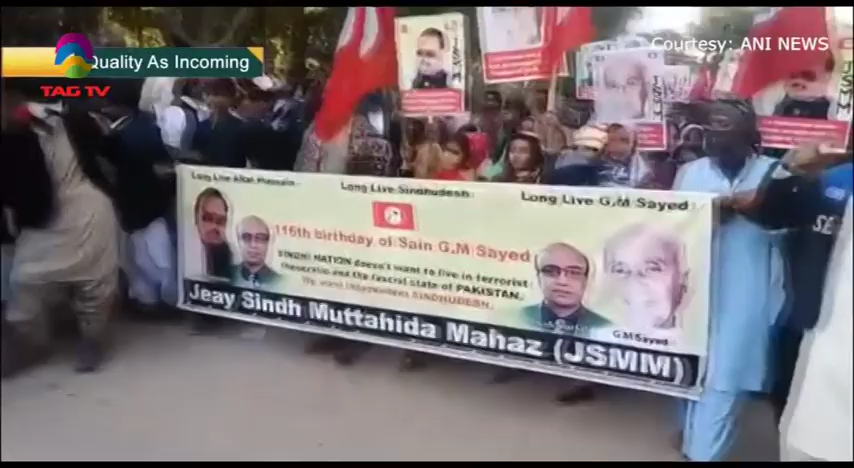 Courtesy: ANI NEWS
Quality As Incoming
TAG TV
Long Live Altaf Hussain
Long Live Sindhudesh
Long Live G.M Sayed
116th birthday of Sain G.M Sayed
SINDHI NATION doesn't want to live in terrorist
theocratic and the fascist state of PAKISTAN.
We want independent SINDHUDESH.
G.M Sayed
Jeay Sindh Muttahida Mahaz (JSMM)